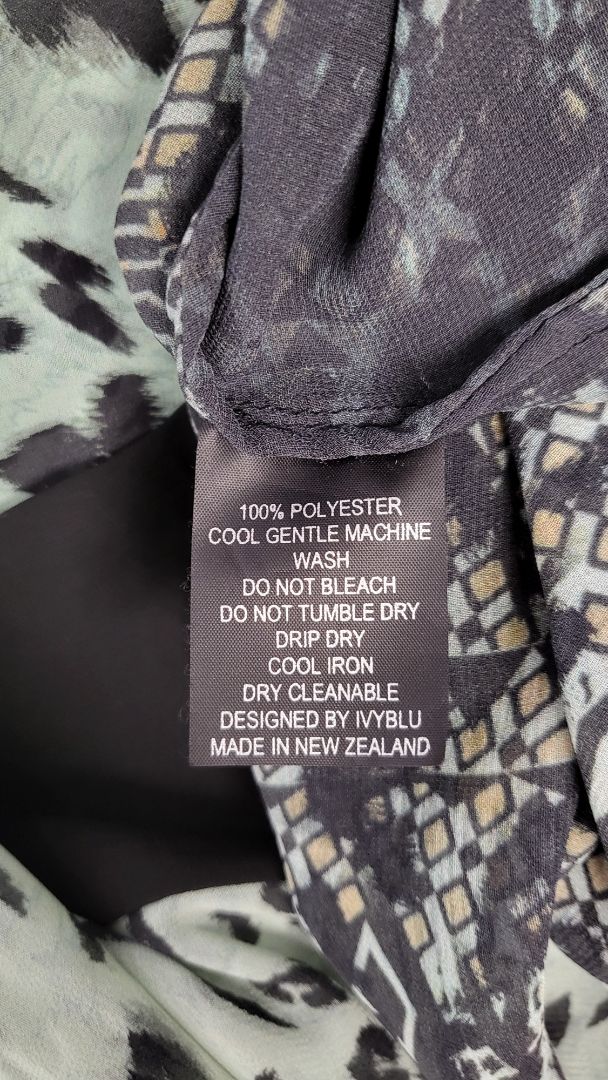 100% POLYESTER
COOL GENTLE MACHINE
WASH
DO NOT BLEACH
DO NOT TUMBLE DRY
DRIP DRY
COOL IRON
DRY CLEANABLE
DESIGNED BY IVYBLU
MADE IN NEW ZEALAND